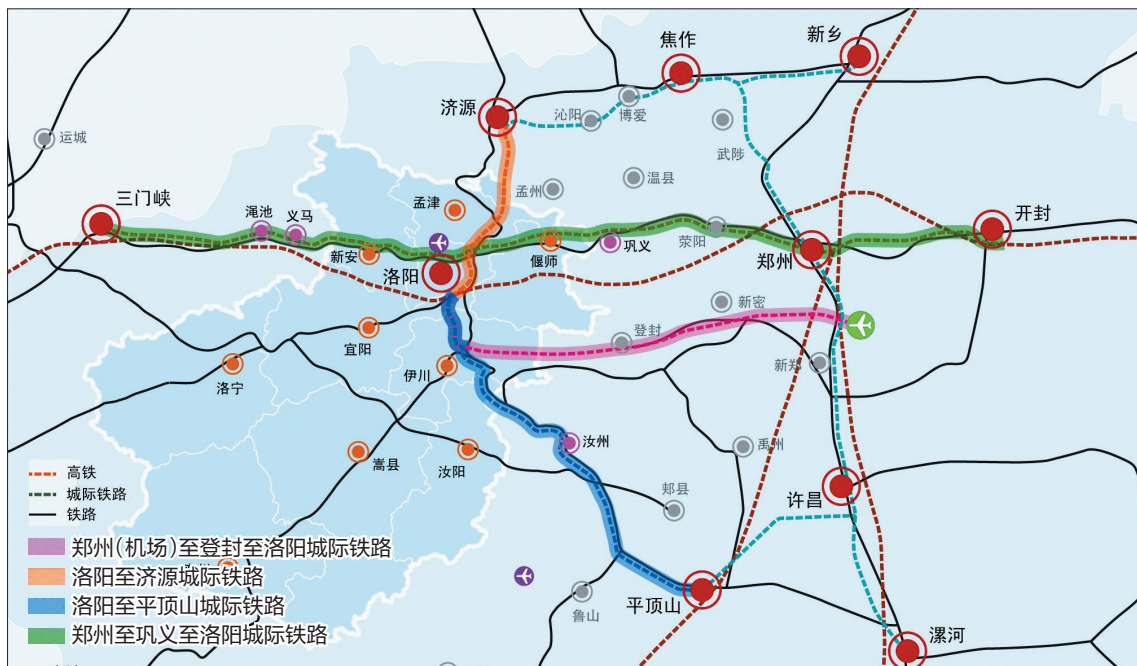 新乡
焦作
济源
博爱
沁阳
运城
武陟
温县
孟州
三门峡
孟津
渑池
义马
开封
荥阳
巩义
偃师
新安
郑州
洛阳
新密
登封
宜阳
新郑
伊川
洛宁
汝州
禹州
嵩县
汝阳
郏县
许昌
鲁山
平顶山
漯河
高铁
城际铁路
铁路
郑州(机场)至登封至洛阳城际铁路
洛阳至济源城际铁路
洛阳至平顶山城际铁路
郑州至巩义至洛阳城际铁路